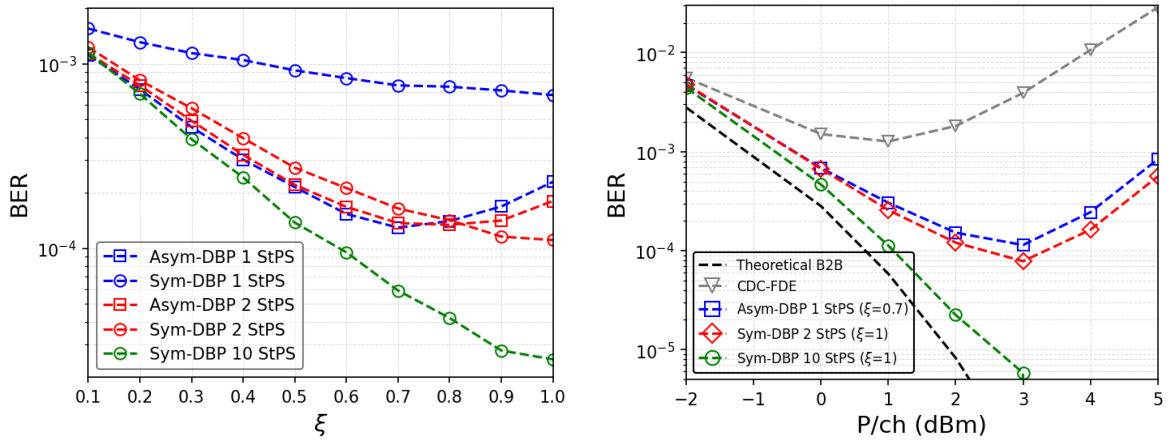 BER
10⁻³
10⁻⁴
Asym-DBP 1 StPS
Sym-DBP 1 StPS
Asym-DBP 2 StPS
Sym-DBP 2 StPS
Sym-DBP 10 StPS
0.1 0.2 0.3 0.4 0.5 0.6 0.7 0.8 0.9 1.0
ξ
BER
10⁻²
10⁻³
10⁻⁴
10⁻⁵
Theoretical B2B
CDC-FDE
Asym-DBP 1 StPS (ξ=0.7)
Sym-DBP 2 StPS (ξ=1)
Sym-DBP 10 StPS (ξ=1)
−2 −1 0 1 2 3 4 5
P/ch (dBm)